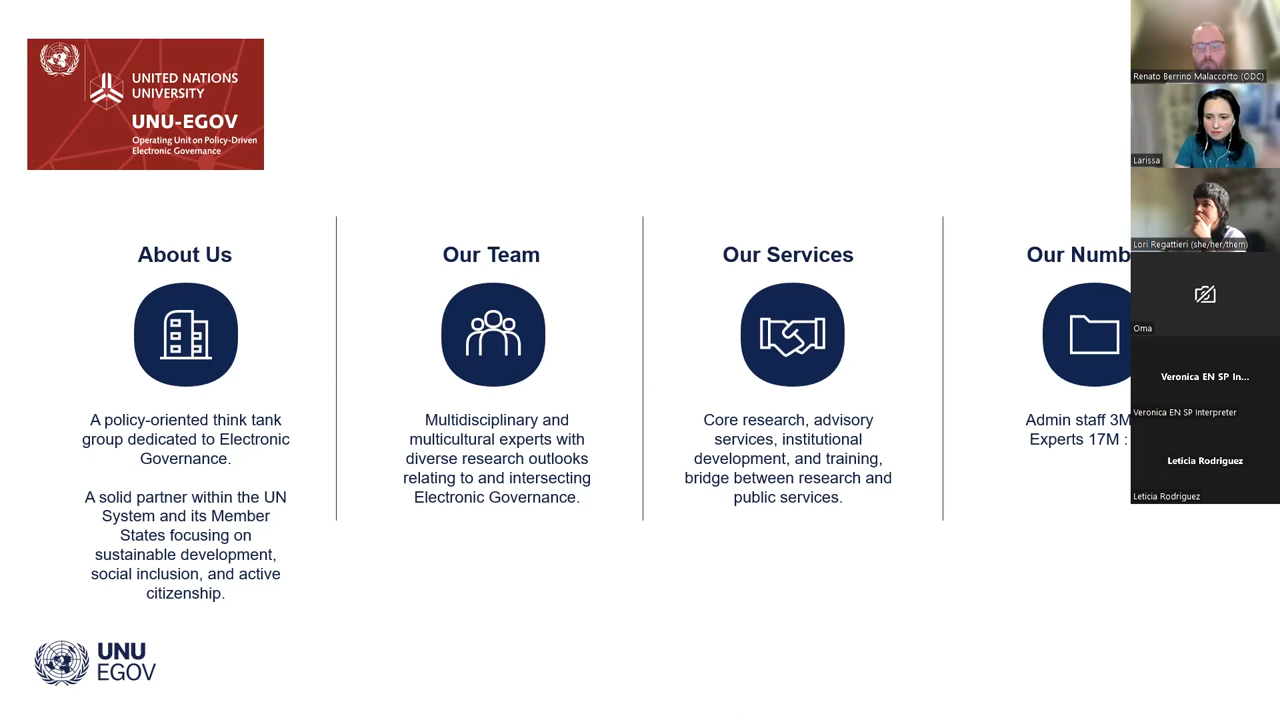 UNITED NATIONS
UNIVERSITY
UNU-EGOV
Operating Unit on Policy-Driven
Electronic Governance
About Us
A policy-oriented think tank
group dedicated to Electronic
Governance.
A solid partner within the UN
System and its Member
States focusing on
sustainable development,
social inclusion, and active
citizenship.
Our Team
Multidisciplinary and
multicultural experts with
diverse research outlooks
relating to and intersecting
Electronic Governance.
Our Services
Core research, advisory
services, institutional
development, and training,
bridge between research and
public services.
Our Numb
Admin staff 3M
Experts 17M :
UNU
EGOV
Renato Berrino Malaccorto (ODC)
Larissa
Lori Regattieri (she/her/them)
Oma
Veronica EN SP In...
Veronica EN SP Interpreter
Leticia Rodriguez
Leticia Rodriguez